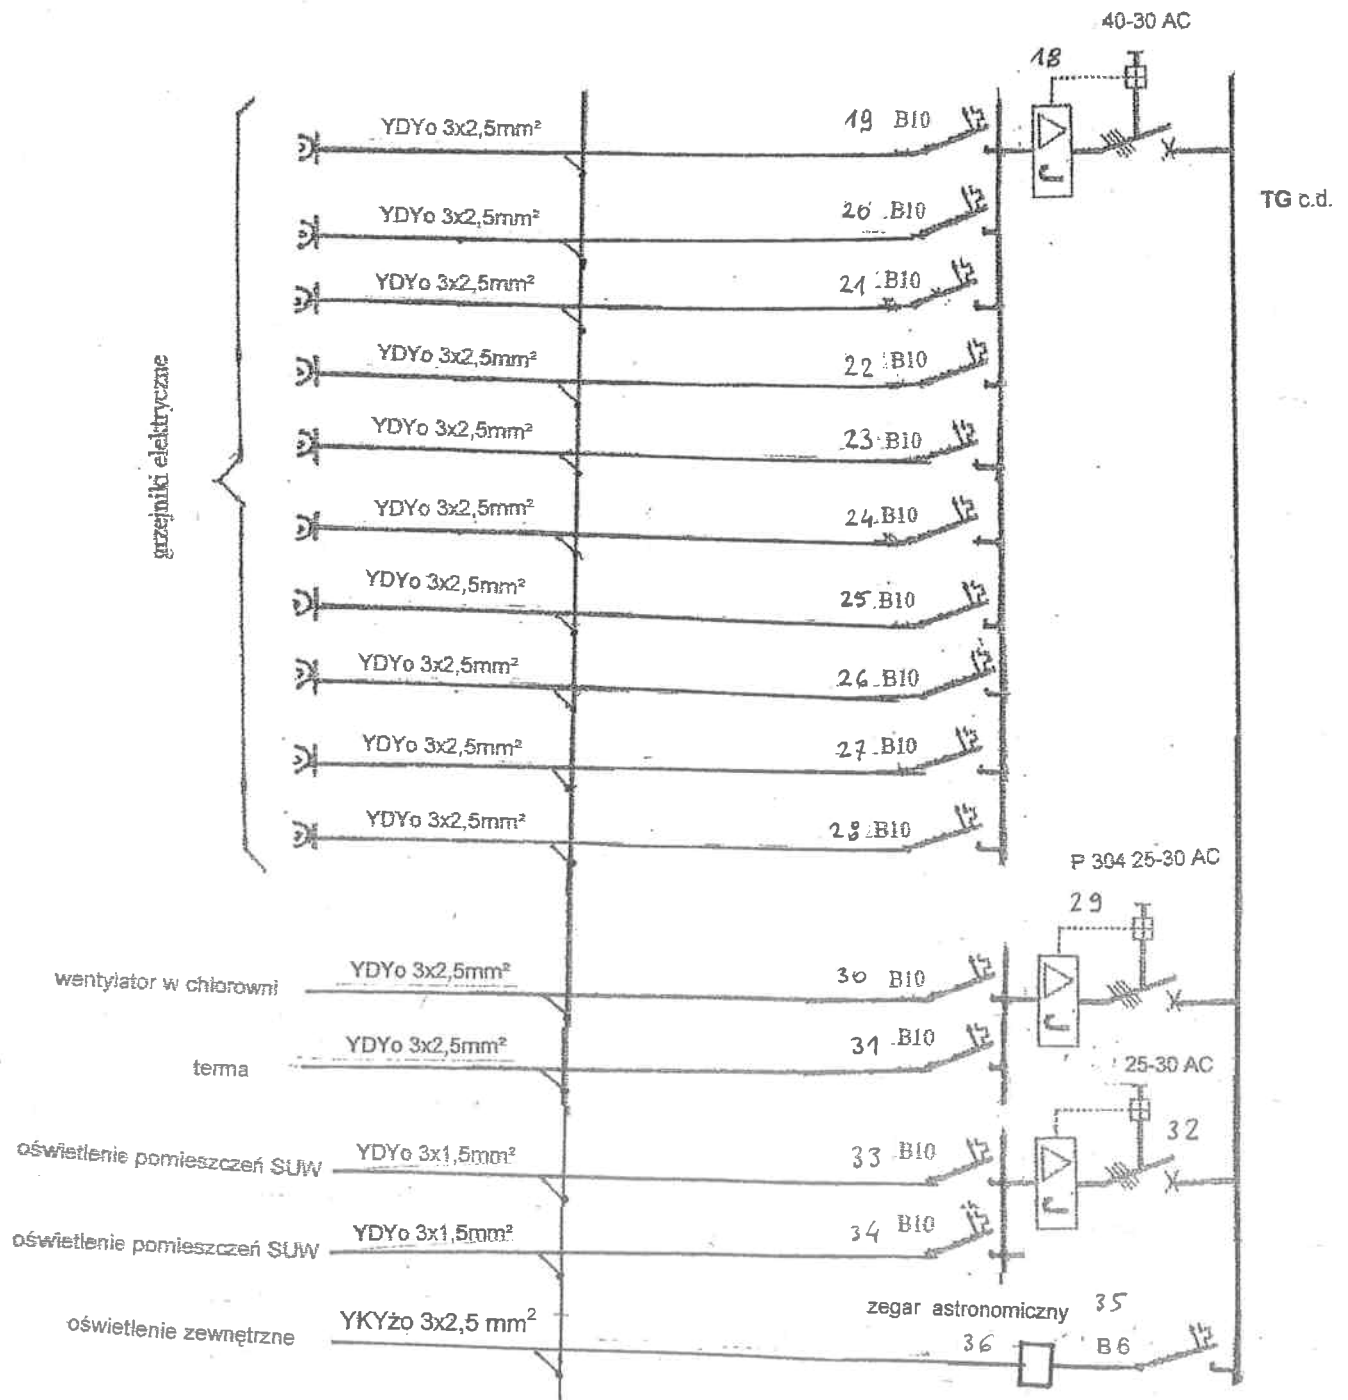 40-30 AC
18
YDYo 3x2,5mm²
19 B10
TG c.d.
YDYo 3x2,5mm²
20 B10
YDYo 3x2,5mm²
21 B10
YDYo 3x2,5mm²
22 B10
YDYo 3x2,5mm²
23 B10
grzejniki elektryczne
YDYo 3x2,5mm²
24 B10
YDYo 3x2,5mm²
25 B10
YDYo 3x2,5mm²
26 B10
YDYo 3x2,5mm²
27 B10
YDYo 3x2,5mm²
28 B10
P 304 25-30 AC
29
wentylator w chlorowni
YDYo 3x2,5mm²
30 B10
terma
YDYo 3x2,5mm²
31 B10
25-30 AC
32
oświetlenie pomieszczeń SUW
YDYo 3x1,5mm²
33 B10
oświetlenie pomieszczeń SUW
YDYo 3x1,5mm²
34 B10
oświetlenie zewnętrzne
YKYżo 3x2,5 mm²
zegar astronomiczny 35
36 B6